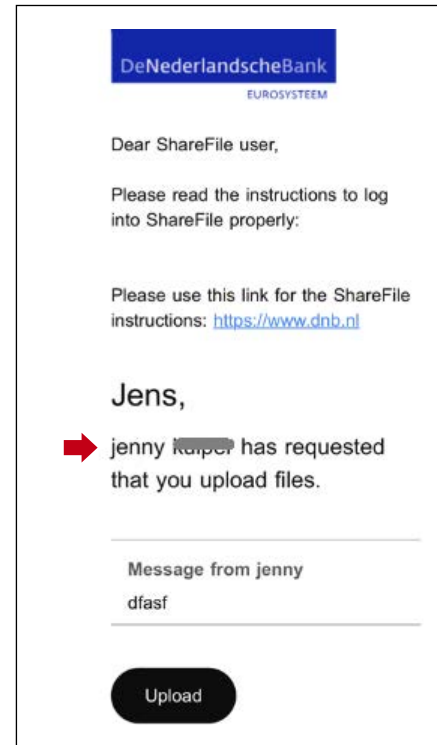 DeNederlandscheBank
EUROSYSTEEM
Dear ShareFile user,
Please read the instructions to log
into ShareFile properly:
Please use this link for the ShareFile
instructions: https://www.dnb.nl
Jens,
jenny has requested
that you upload files.
Message from jenny
dfasf
Upload